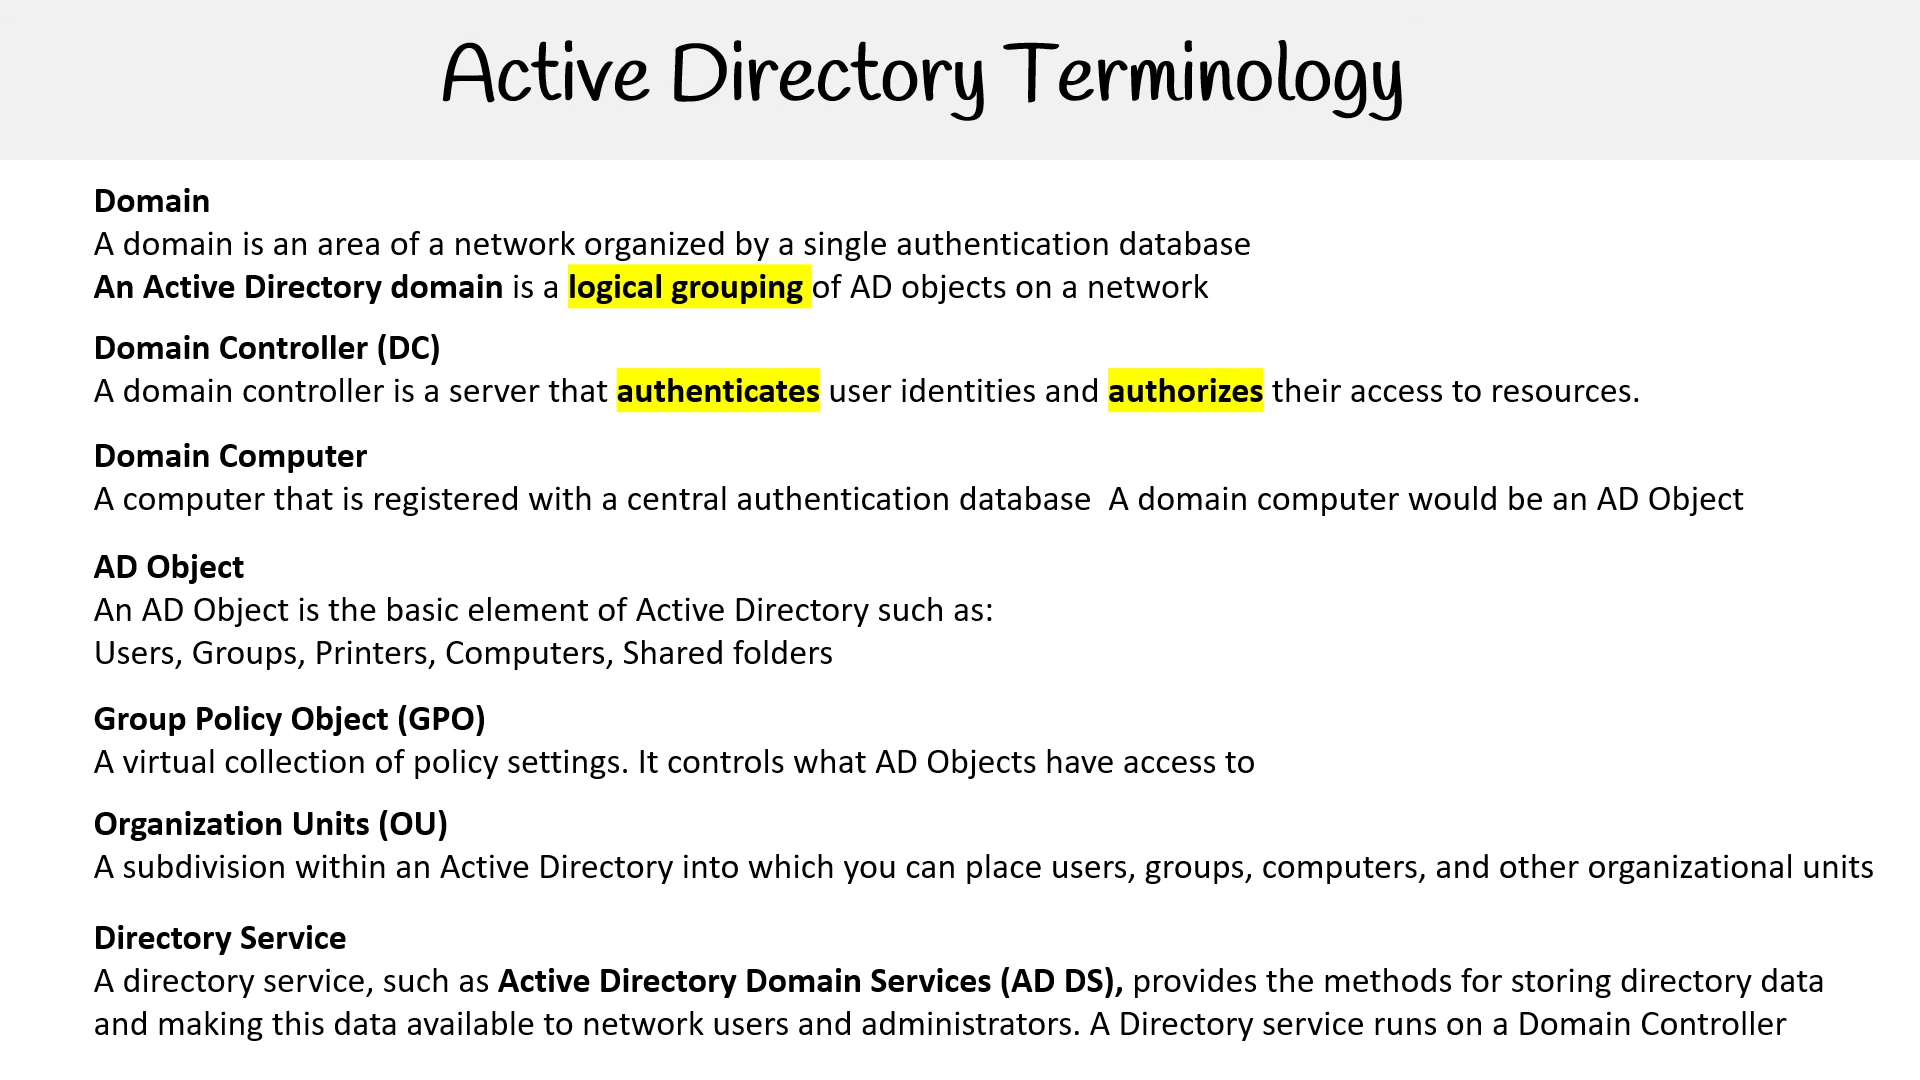 Active Directory Terminology
Domain
A domain is an area of a network organized by a single authentication database
An Active Directory domain is a logical grouping of AD objects on a network
Domain Controller (DC)
A domain controller is a server that authenticates user identities and authorizes their access to resources.
Domain Computer
A computer that is registered with a central authentication database  A domain computer would be an AD Object
AD Object
An AD Object is the basic element of Active Directory such as:
Users, Groups, Printers, Computers, Shared folders
Group Policy Object (GPO)
A virtual collection of policy settings. It controls what AD Objects have access to
Organization Units (OU)
A subdivision within an Active Directory into which you can place users, groups, computers, and other organizational units
Directory Service
A directory service, such as Active Directory Domain Services (AD DS), provides the methods for storing directory data
and making this data available to network users and administrators. A Directory service runs on a Domain Controller